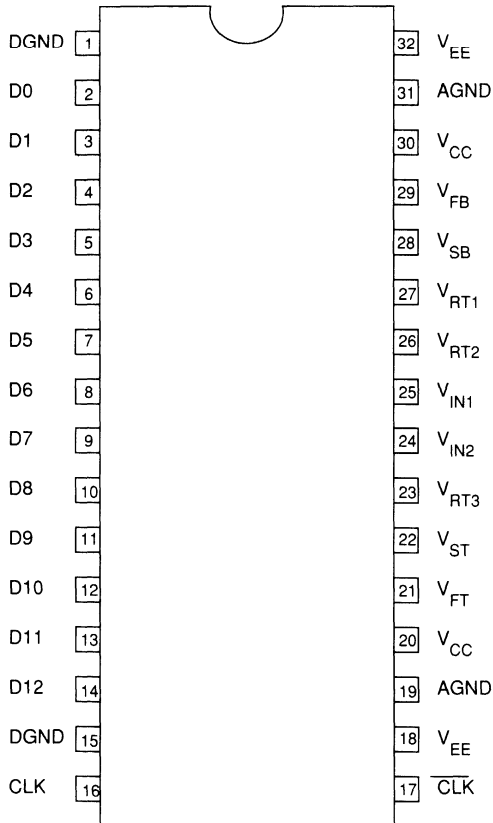 DGND 1 32 VEE
D0 2 31 AGND
D1 3 30 VCC
D2 4 29 VFB
D3 5 28 VSB
D4 6 27 VRT1
D5 7 26 VRT2
D6 8 25 VIN1
D7 9 24 VIN2
D8 10 23 VRT3
D9 11 22 VST
D10 12 21 VFT
D11 13 20 VCC
D12 14 19 AGND
DGND 15 18 VEE
CLK 16 17 C̅L̅K̅